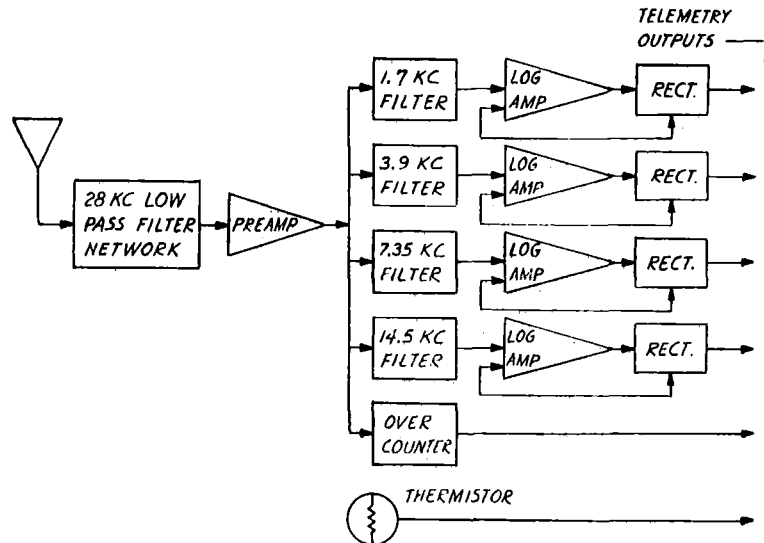 TELEMETRY
OUTPUTS
1.7 KC
FILTER
LOG
AMP
RECT.
3.9 KC
FILTER
LOG
AMP
RECT.
28 KC LOW
PASS FILTER
NETWORK
PREAMP
7.35 KC
FILTER
LOG
AMP
RECT.
14.5 KC
FILTER
LOG
AMP
RECT.
OVER
COUNTER
THERMISTOR